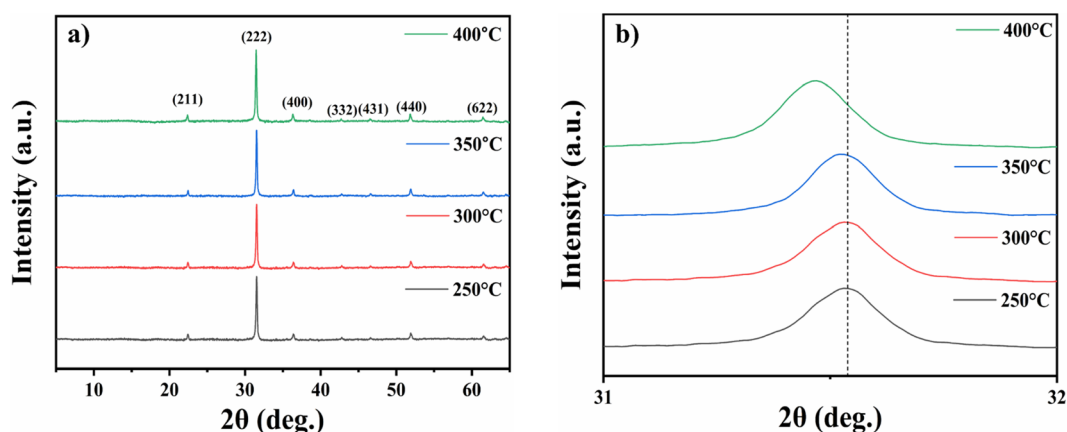 a)
400°C
350°C
300°C
250°C
(211)
(222)
(400)
(332)
(431)
(440)
(622)
Intensity (a.u.)
10 20 30 40 50 60
2θ (deg.)
b)
400°C
350°C
300°C
250°C
Intensity (a.u.)
31 32
2θ (deg.)